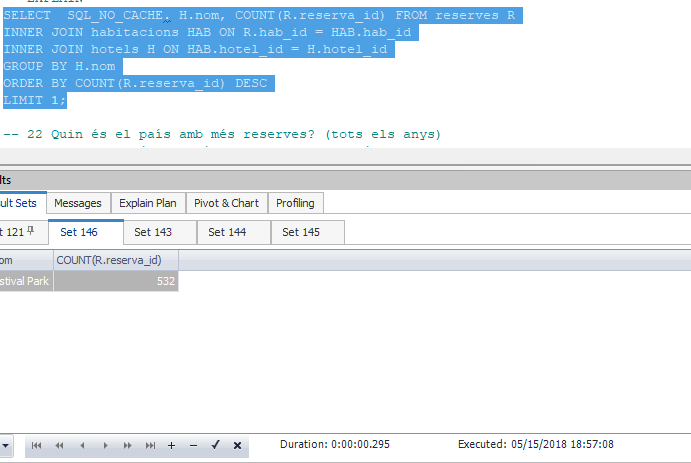 SELECT  SQL_NO_CACHE, H.nom, COUNT(R.reserva_id) FROM reserves R
INNER JOIN habitacions HAB ON R.hab_id = HAB.hab_id
INNER JOIN hotels H ON HAB.hotel_id = H.hotel_id
GROUP BY H.nom
ORDER BY COUNT(R.reserva_id) DESC
LIMIT 1;
-- 22 Quin és el país amb més reserves? (tots els anys)
lts
ult Sets Messages Explain Plan Pivot & Chart Profiling
t 121 Set 146 Set 143 Set 144 Set 145
om COUNT(R.reserva_id)
stival Park 532
Duration: 0:00:00.295 Executed: 05/15/2018 18:57:08